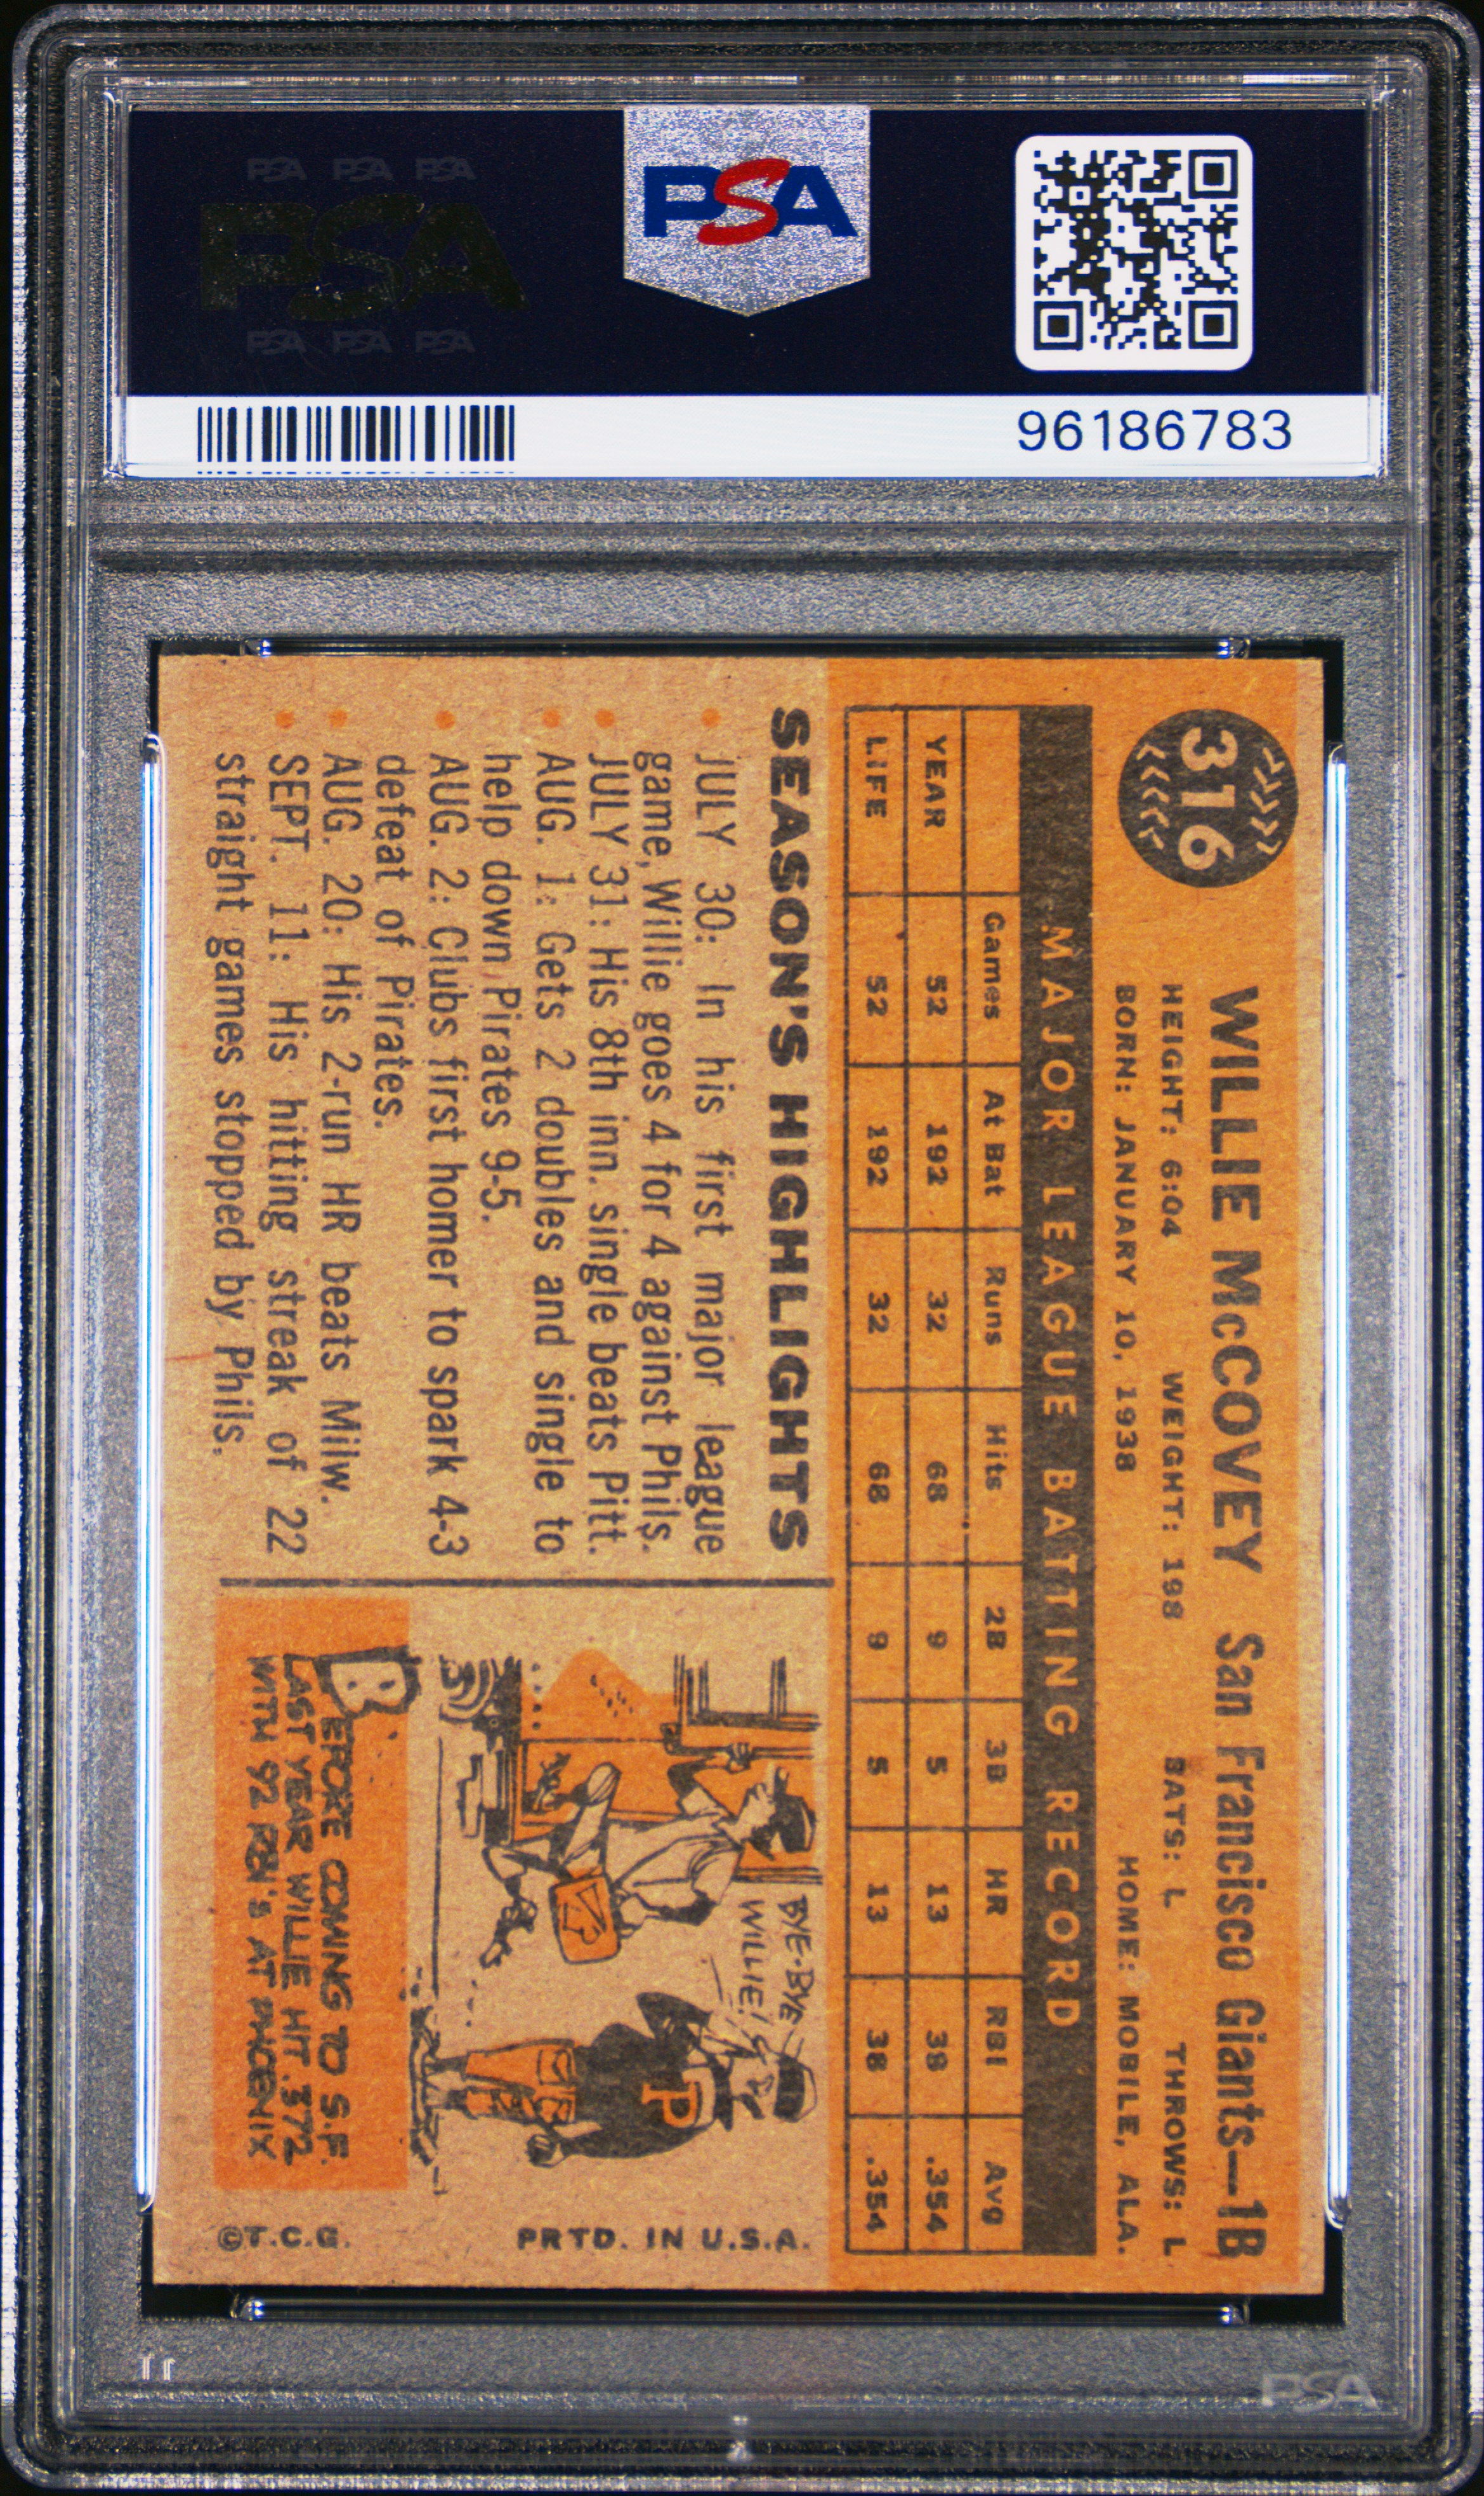 PSA PSA PSA
PSA
PSA PSA PSA
PSA
96186783
316
WILLIE McCOVEY San Francisco Giants—1B
HEIGHT: 6:04 WEIGHT: 198 BATS: L THROWS: L
BORN: JANUARY 10, 1938 HOME: MOBILE, ALA.
MAJOR LEAGUE BATTING RECORD
Games At Bat Runs Hits 2B 3B HR RBI Avg
YEAR 52 192 32 68 9 5 13 38 .354
LIFE 52 192 32 68 9 5 13 38 .354
SEASON'S HIGHLIGHTS
• JULY 30: In his first major league
game, Willie goes 4 for 4 against Phils.
• JULY 31: His 8th inn. single beats Pitt.
• AUG. 1: Gets 2 doubles and single to
help down Pirates 9-5.
• AUG. 2: Clubs first homer to spark 4-3
defeat of Pirates.
• AUG. 20: His 2-run HR beats Milw.
• SEPT. 11: His hitting streak of 22
straight games stopped by Phils.
BYE-BYE
WILLIE!
P
BEFORE COMING TO S.F.
LAST YEAR WILLIE HIT .372
WITH 92 RBI's AT PHOENIX
PRTD. IN U.S.A.
©T.C.G.
PSA